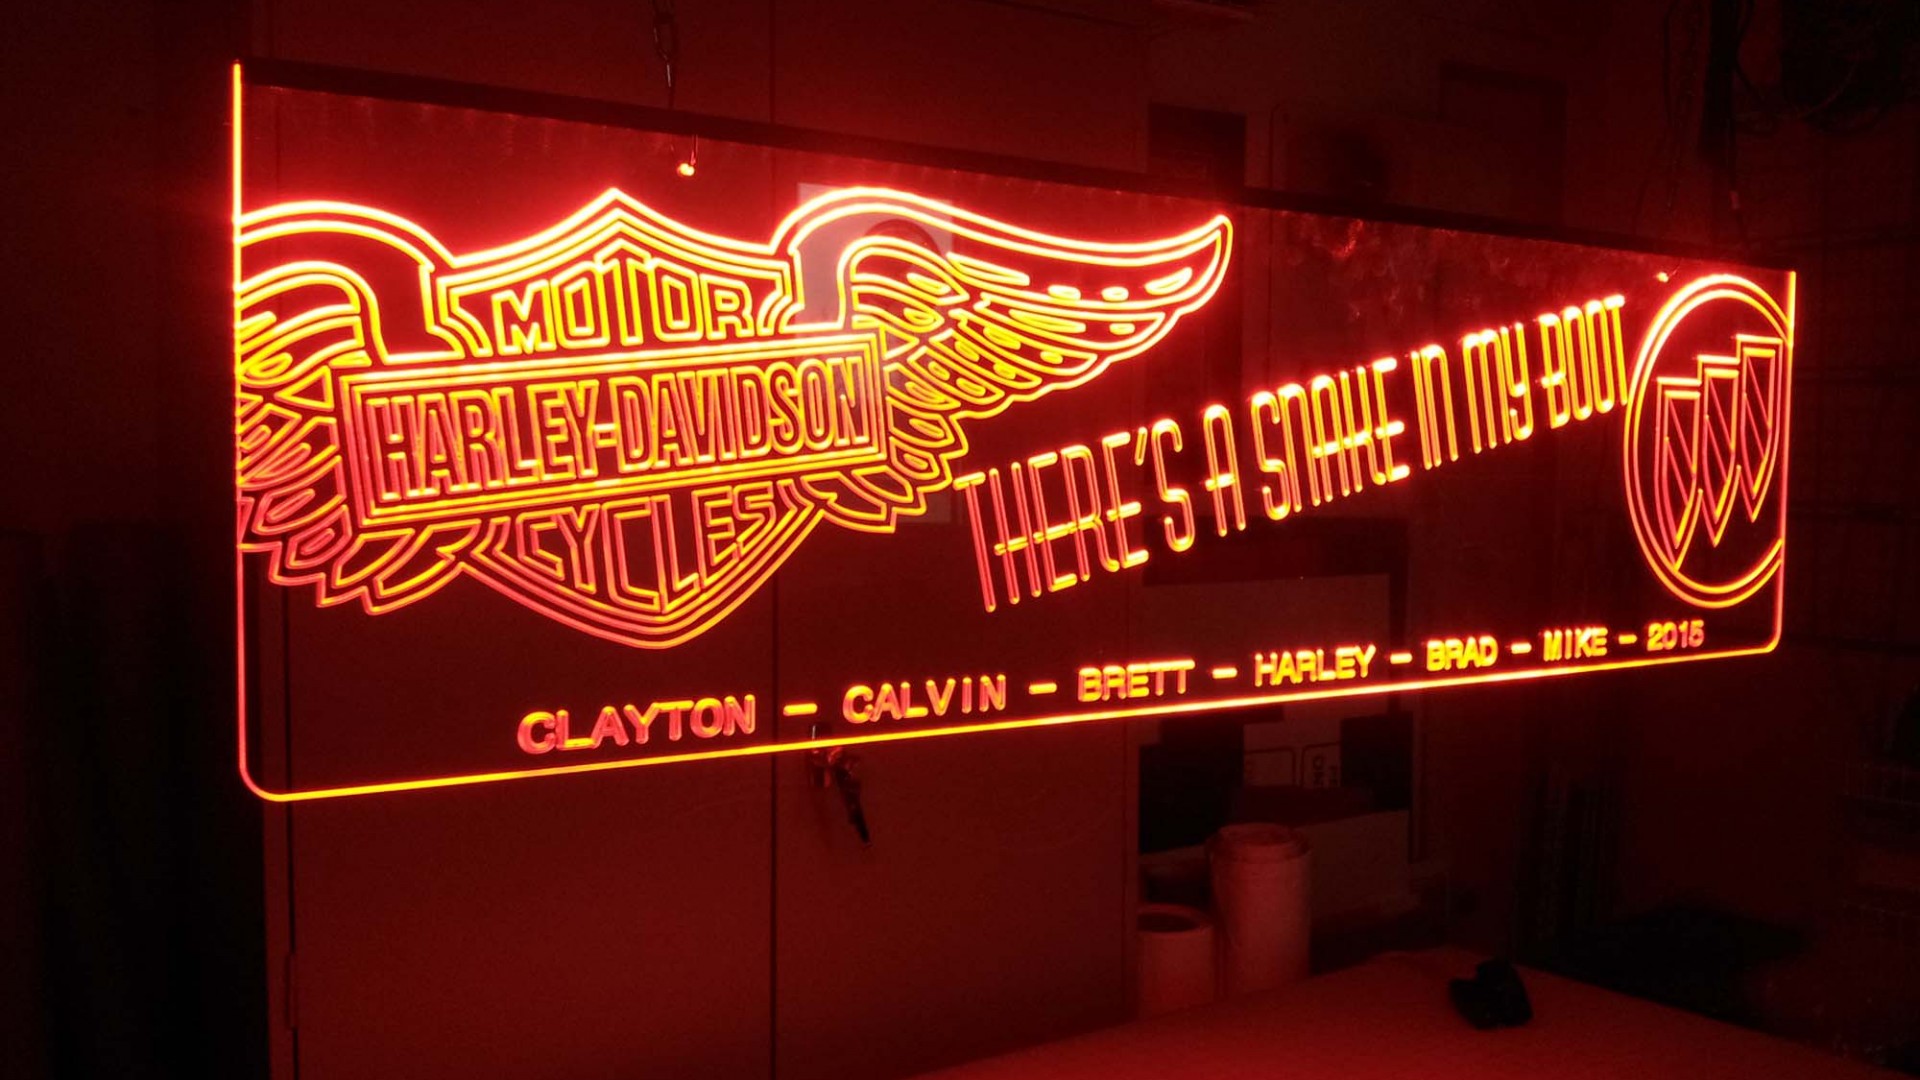 MOTOR
HARLEY-DAVIDSON
CYCLES
THERE'S A SNAKE IN MY BOOT
CLAYTON - CALVIN - BRETT - HARLEY - BRAD - MIKE - 2015